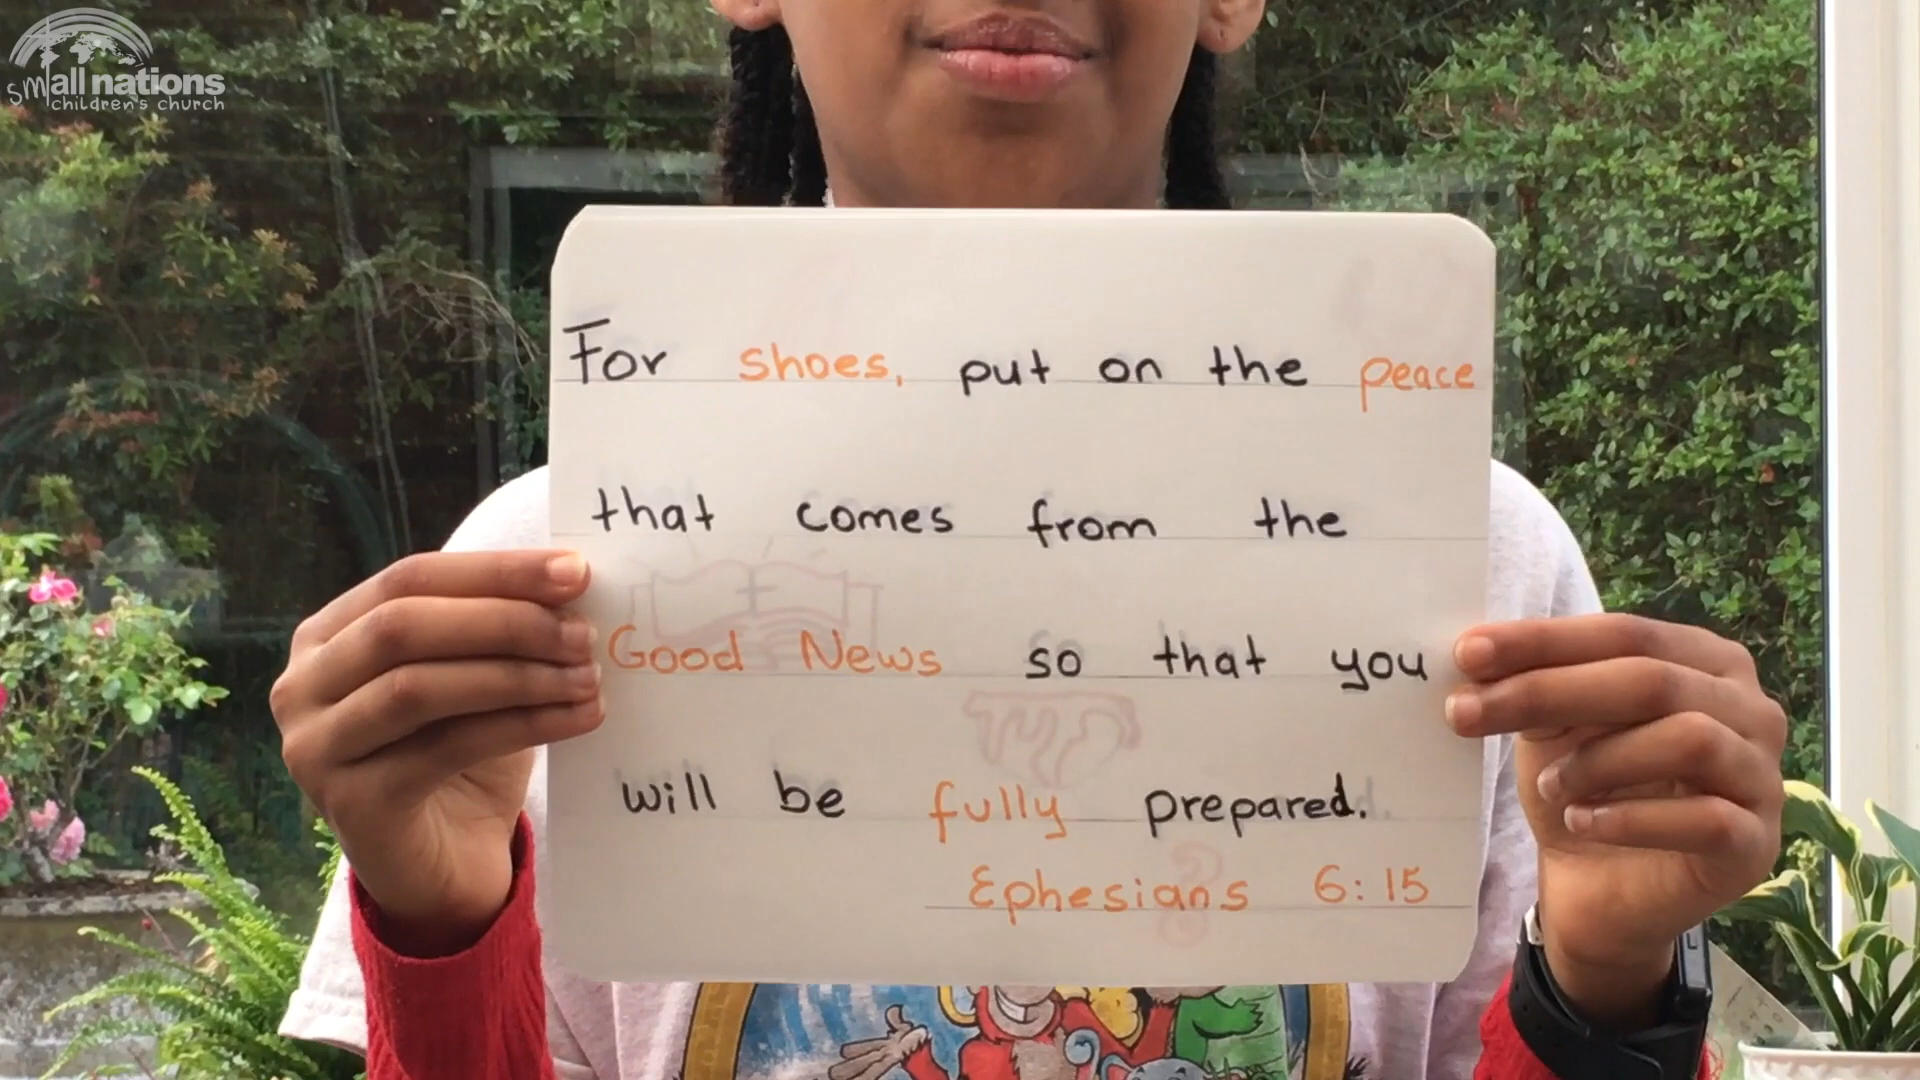 small nations
children's church
For shoes, put on the peace
that comes from the
Good News so that you
will be fully prepared.
Ephesians 6:15